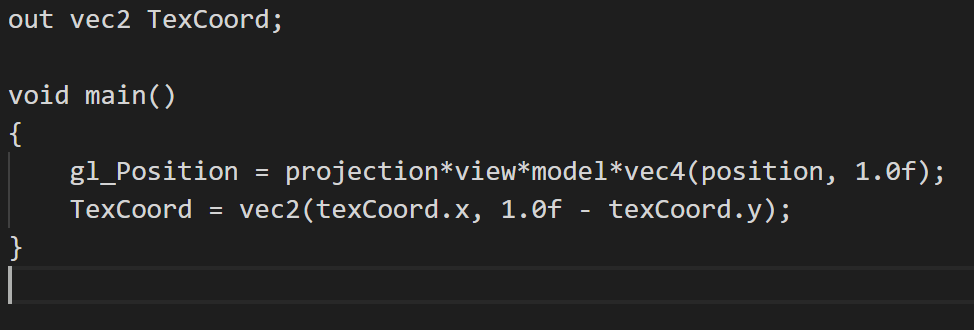 out vec2 TexCoord;
void main()
{
    gl_Position = projection*view*model*vec4(position, 1.0f);
    TexCoord = vec2(texCoord.x, 1.0f - texCoord.y);
}